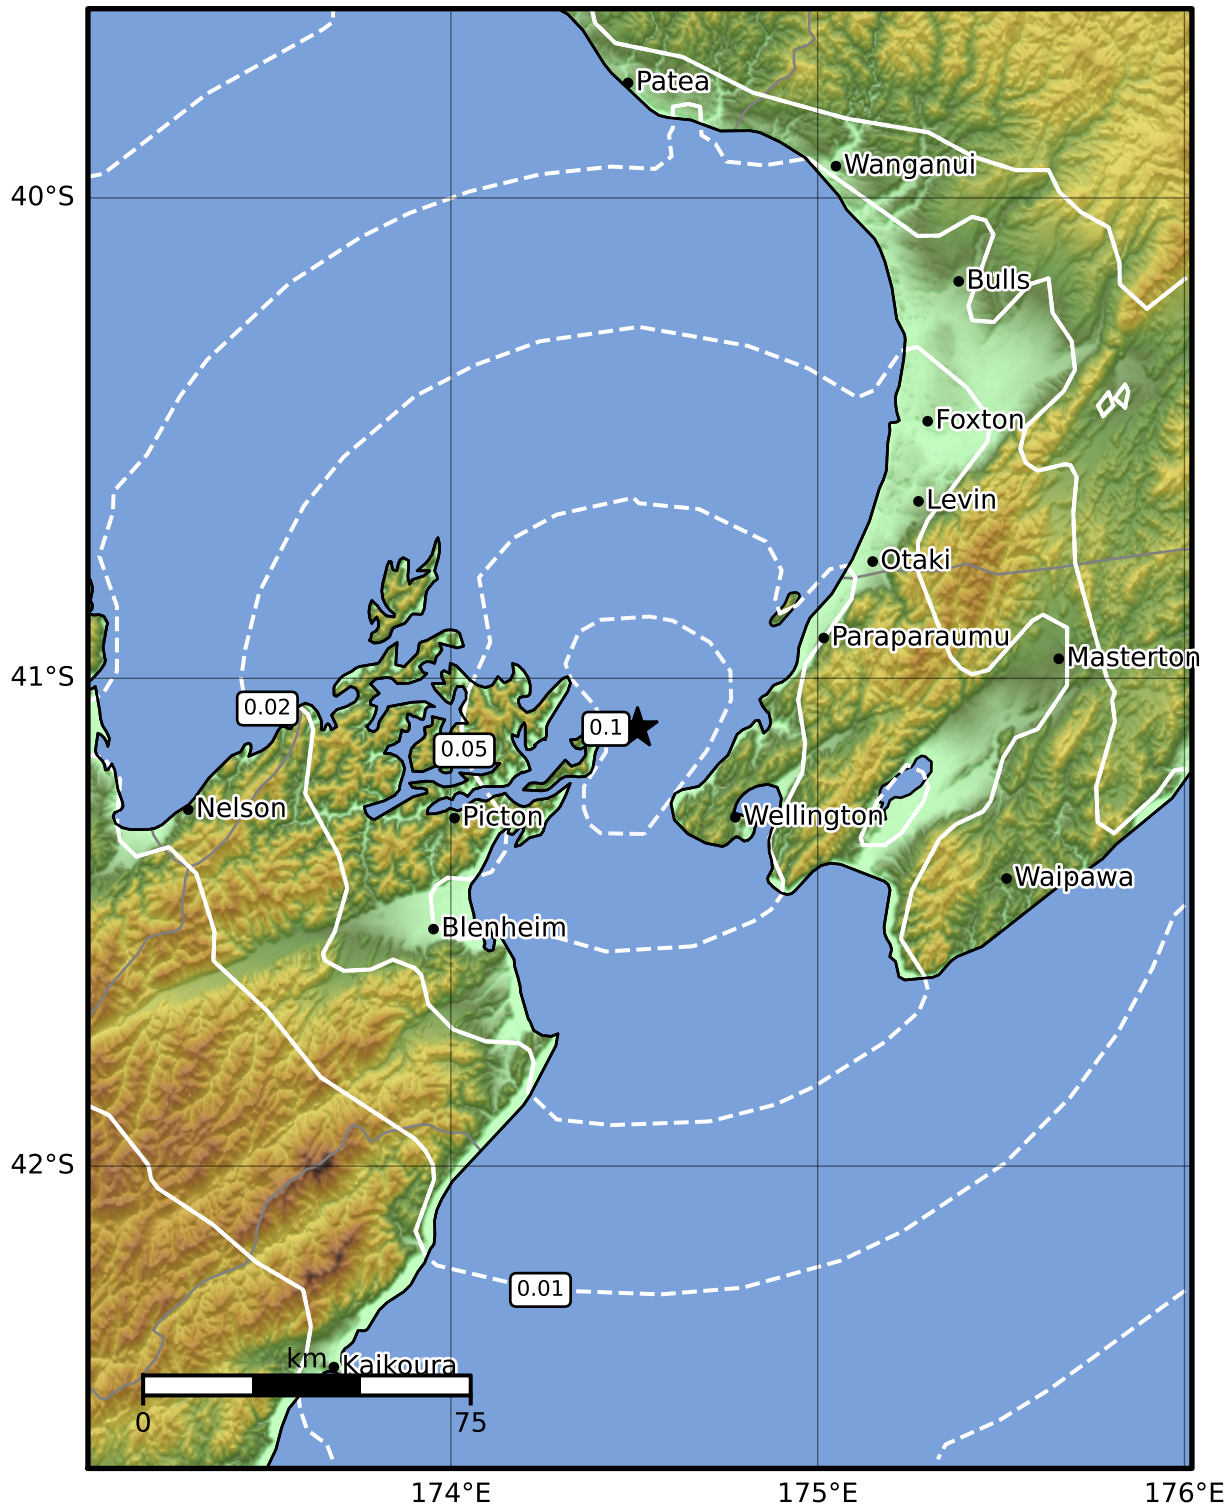 Patea
Wanganui
40°S
Bulls
Foxton
Levin
Otaki
Paraparaumu
Masterton
41°S
0.02
0.1
0.05
Nelson
Picton
Wellington
Waipawa
Blenheim
42°S
0.01
km
Kaikoura
0
75
174°E
175°E
176°E